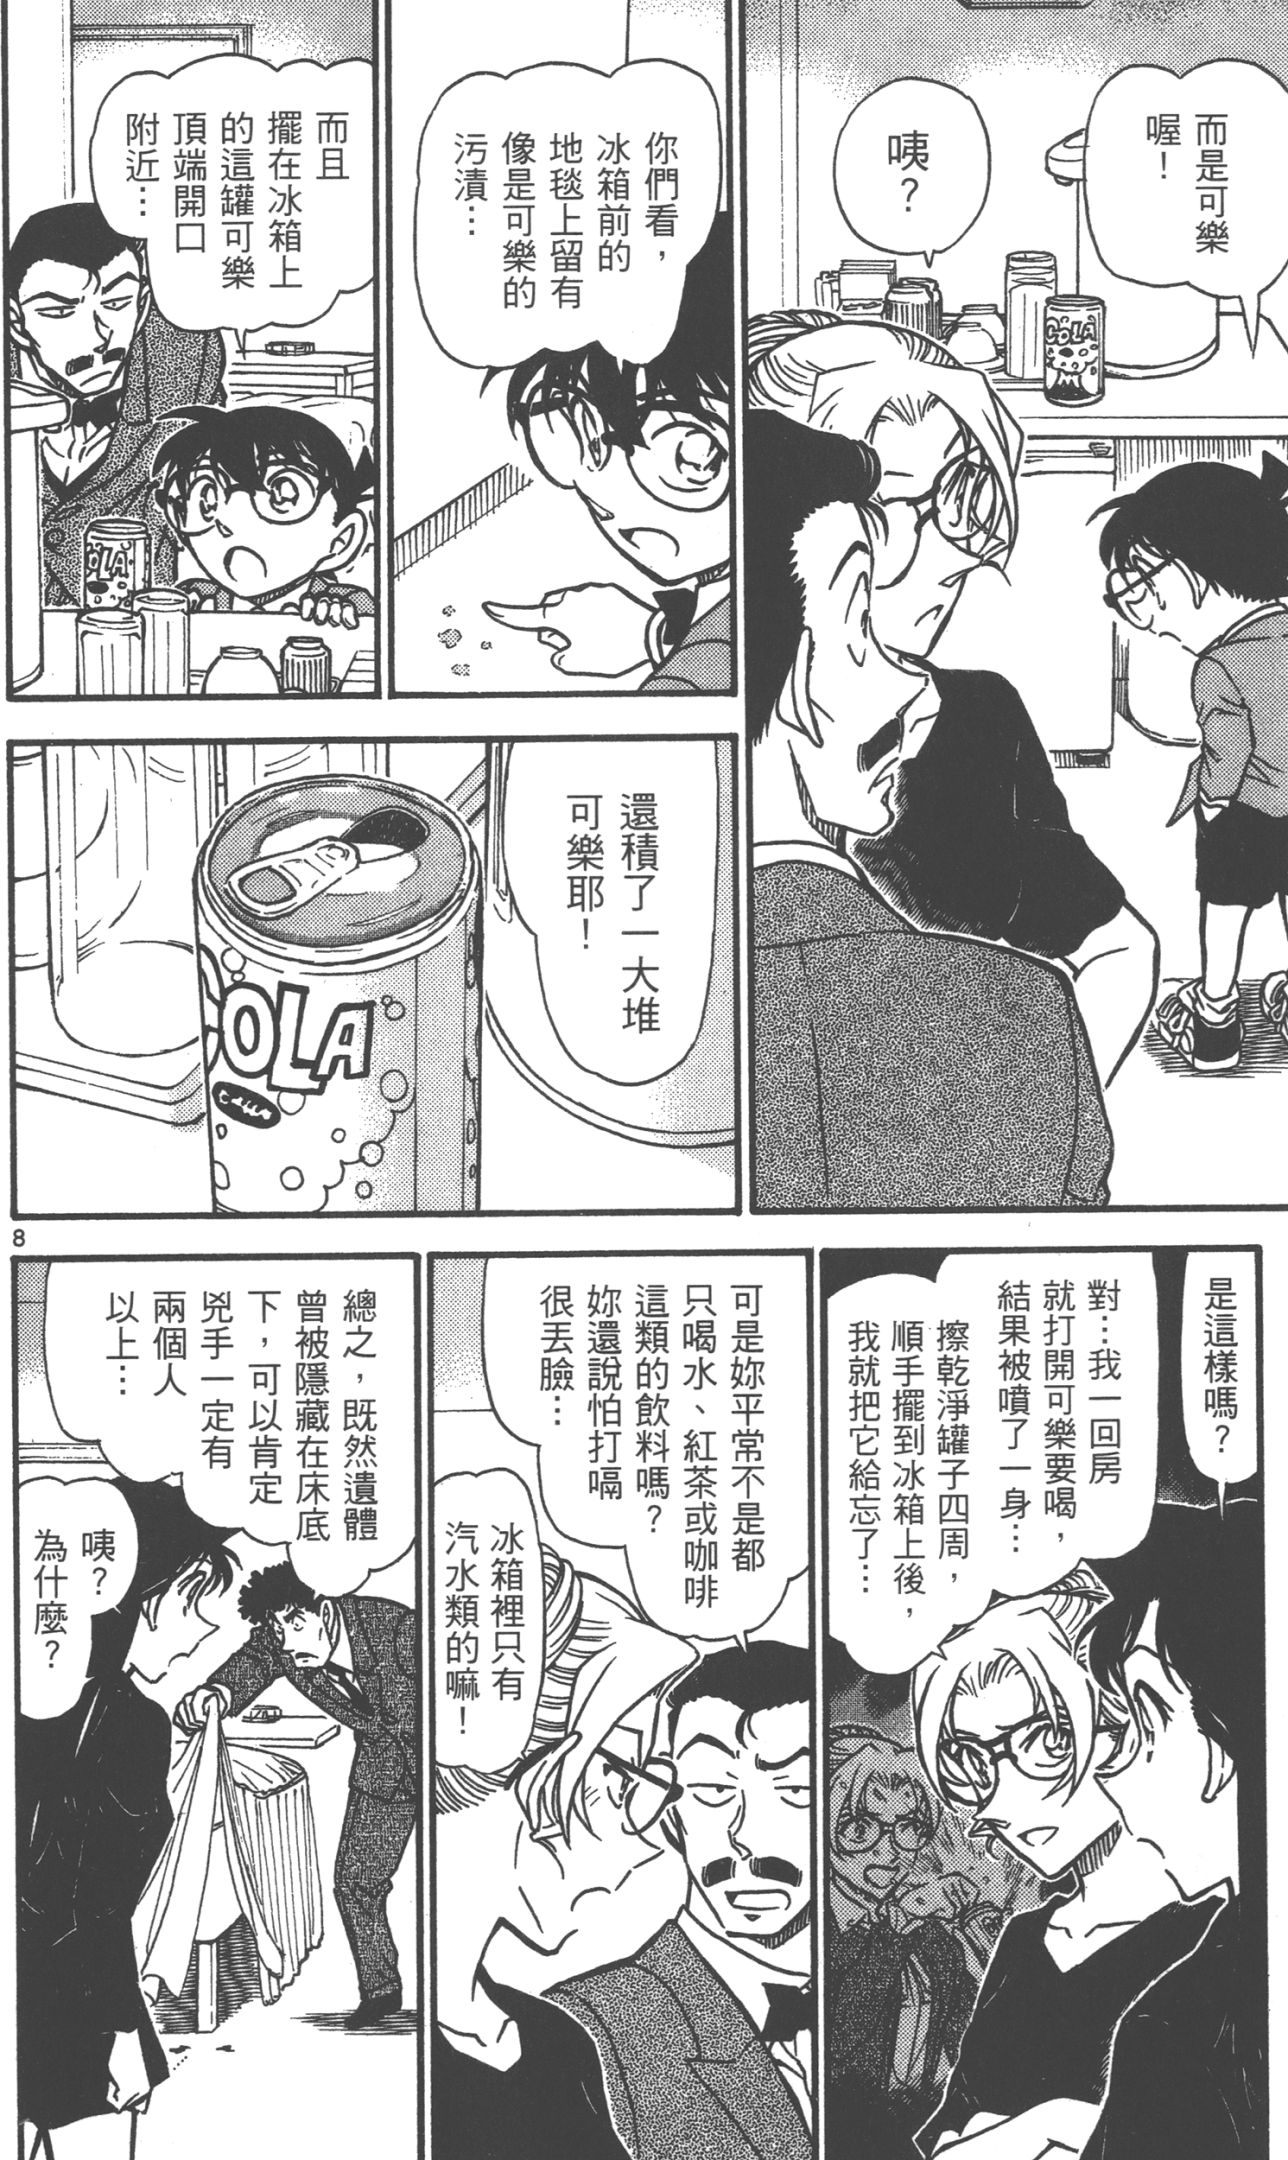 而是可樂
喔！
咦？
COLA
你們看，
冰箱前的
地毯上留有
像是可樂的
污漬…
而且
擺在冰箱上
的這罐可樂
頂端開口
附近…
COLA
還積了一大堆
可樂耶！
COLA
8
是這樣嗎？
對…我一回房
就打開可樂要喝，
結果被噴了一身…
擦乾淨罐子四周，
順手擺到冰箱上後，
我就把它給忘了…
可是妳平常不是都
只喝水、紅茶或咖啡
這類的飲料嗎？
妳還說怕打嗝
很丟臉…
冰箱裡只有
汽水類的嘛！
總之，既然遺體
曾被隱藏在床底
下，可以肯定
兇手一定有
兩個人
以上…
咦？
為什麼？